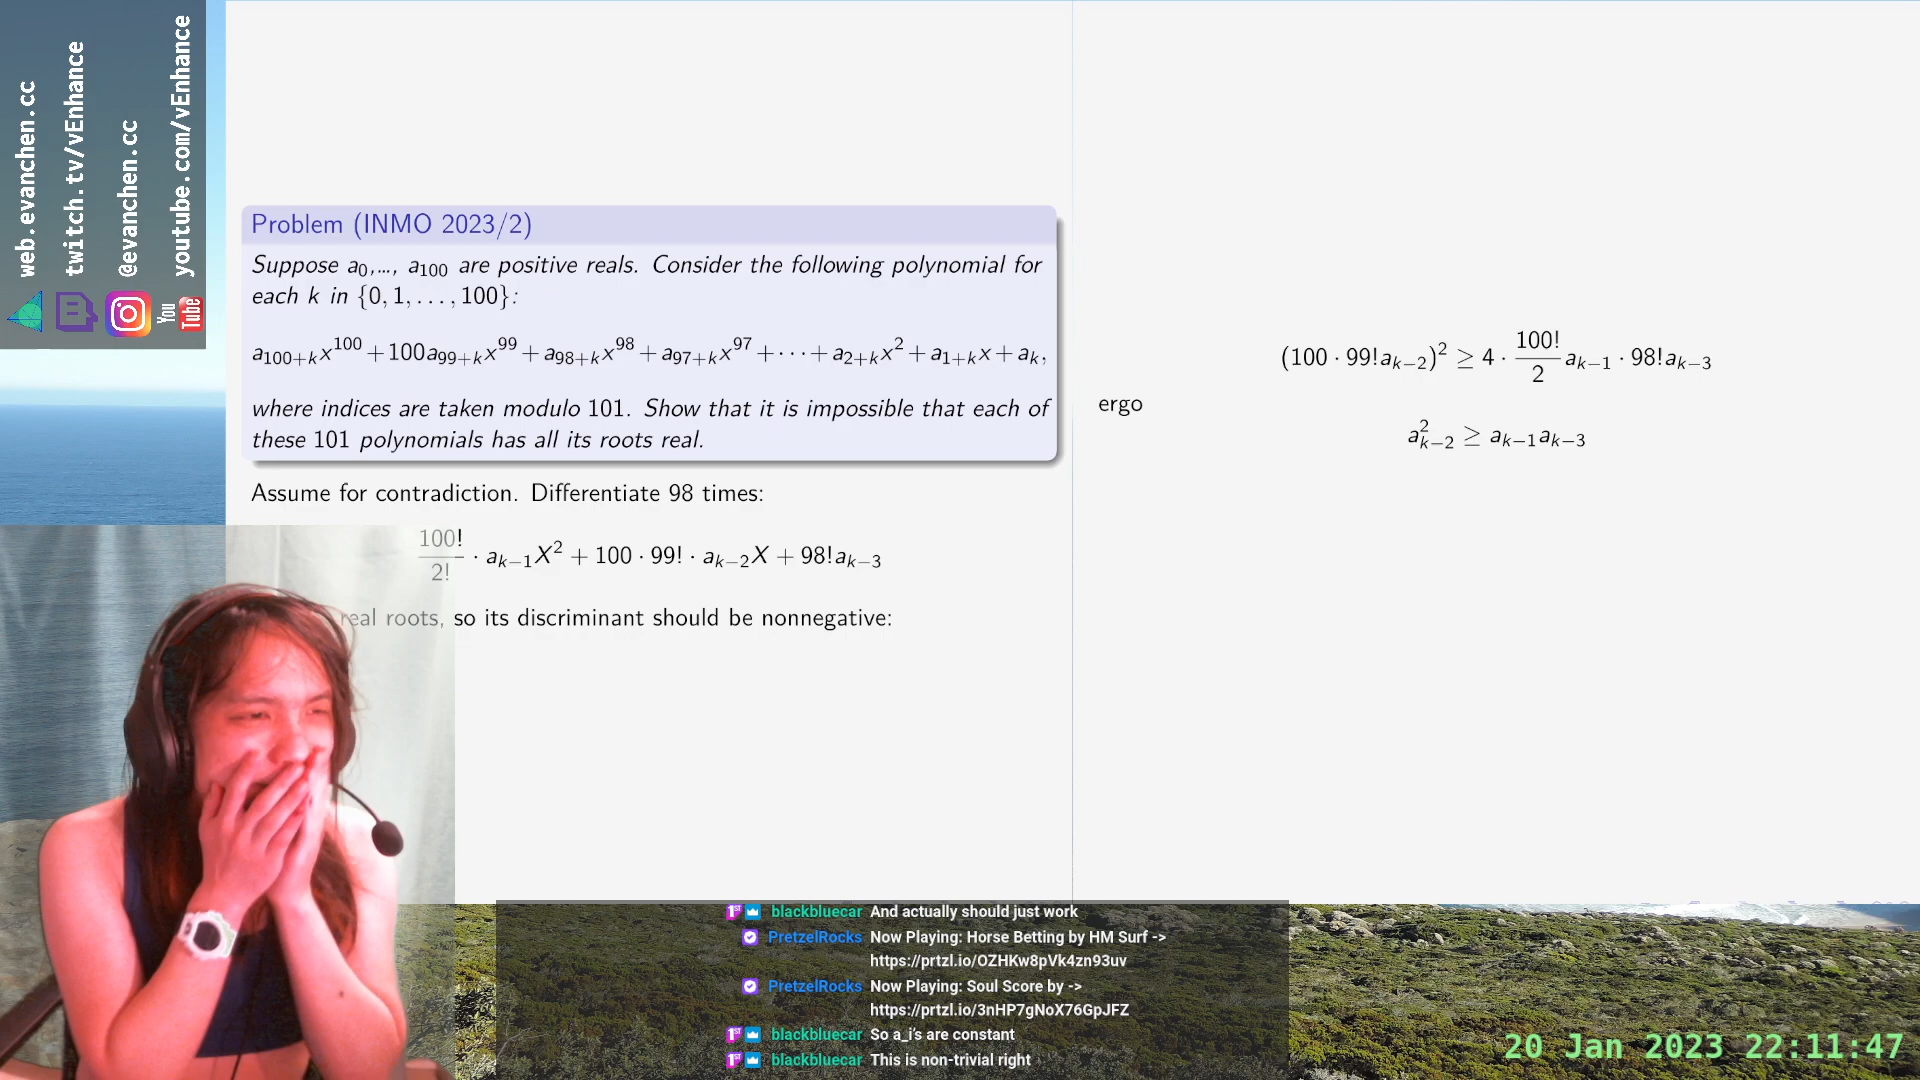 web.evanchen.cc
twitch.tv/vEnhance
@evanchen.cc
youtube.com/vEnhance
You
Tube
Problem (INMO 2023/2)
Suppose a₀,..., a₁₀₀ are positive reals. Consider the following polynomial for
each k in {0, 1, . . . , 100}:
a₁₀₀₊ₖx¹⁰⁰ + 100a₉₉₊ₖx⁹⁹ + a₉₈₊ₖx⁹⁸ + a₉₇₊ₖx⁹⁷ + ⋯ + a₂₊ₖx² + a₁₊ₖx + aₖ,
where indices are taken modulo 101. Show that it is impossible that each of
these 101 polynomials has all its roots real.
Assume for contradiction. Differentiate 98 times:
100!/2! · aₖ₋₁X² + 100 · 99! · aₖ₋₂X + 98!aₖ₋₃
real roots, so its discriminant should be nonnegative:
(100 · 99!aₖ₋₂)² ≥ 4 · 100!/2 aₖ₋₁ · 98!aₖ₋₃
ergo
a²ₖ₋₂ ≥ aₖ₋₁aₖ₋₃
1st blackbluecar And actually should just work
PretzelRocks Now Playing: Horse Betting by HM Surf ->
https://prtzl.io/OZHKw8pVk4zn93uv
PretzelRocks Now Playing: Soul Score by ->
https://prtzl.io/3nHP7gNoX76GpJFZ
1st blackbluecar So a_i's are constant
1st blackbluecar This is non-trivial right
20 Jan 2023 22:11:47